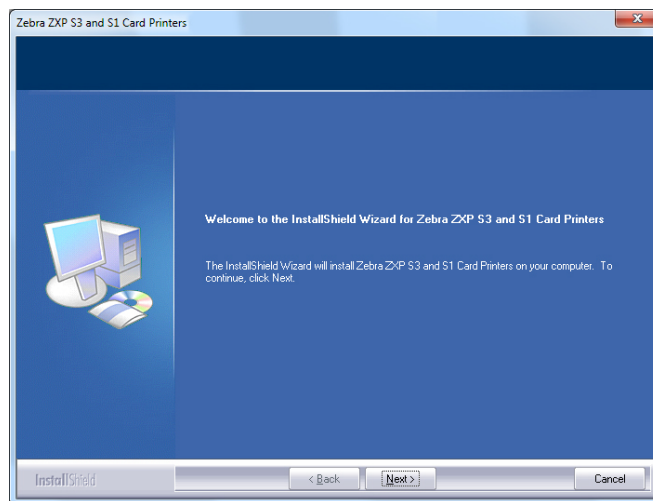 Zebra ZXP S3 and S1 Card Printers
Welcome to the InstallShield Wizard for Zebra ZXP S3 and S1 Card Printers
The InstallShield Wizard will install Zebra ZXP S3 and S1 Card Printers on your computer. To
continue, click Next.
InstallShield
< Back
Next >
Cancel